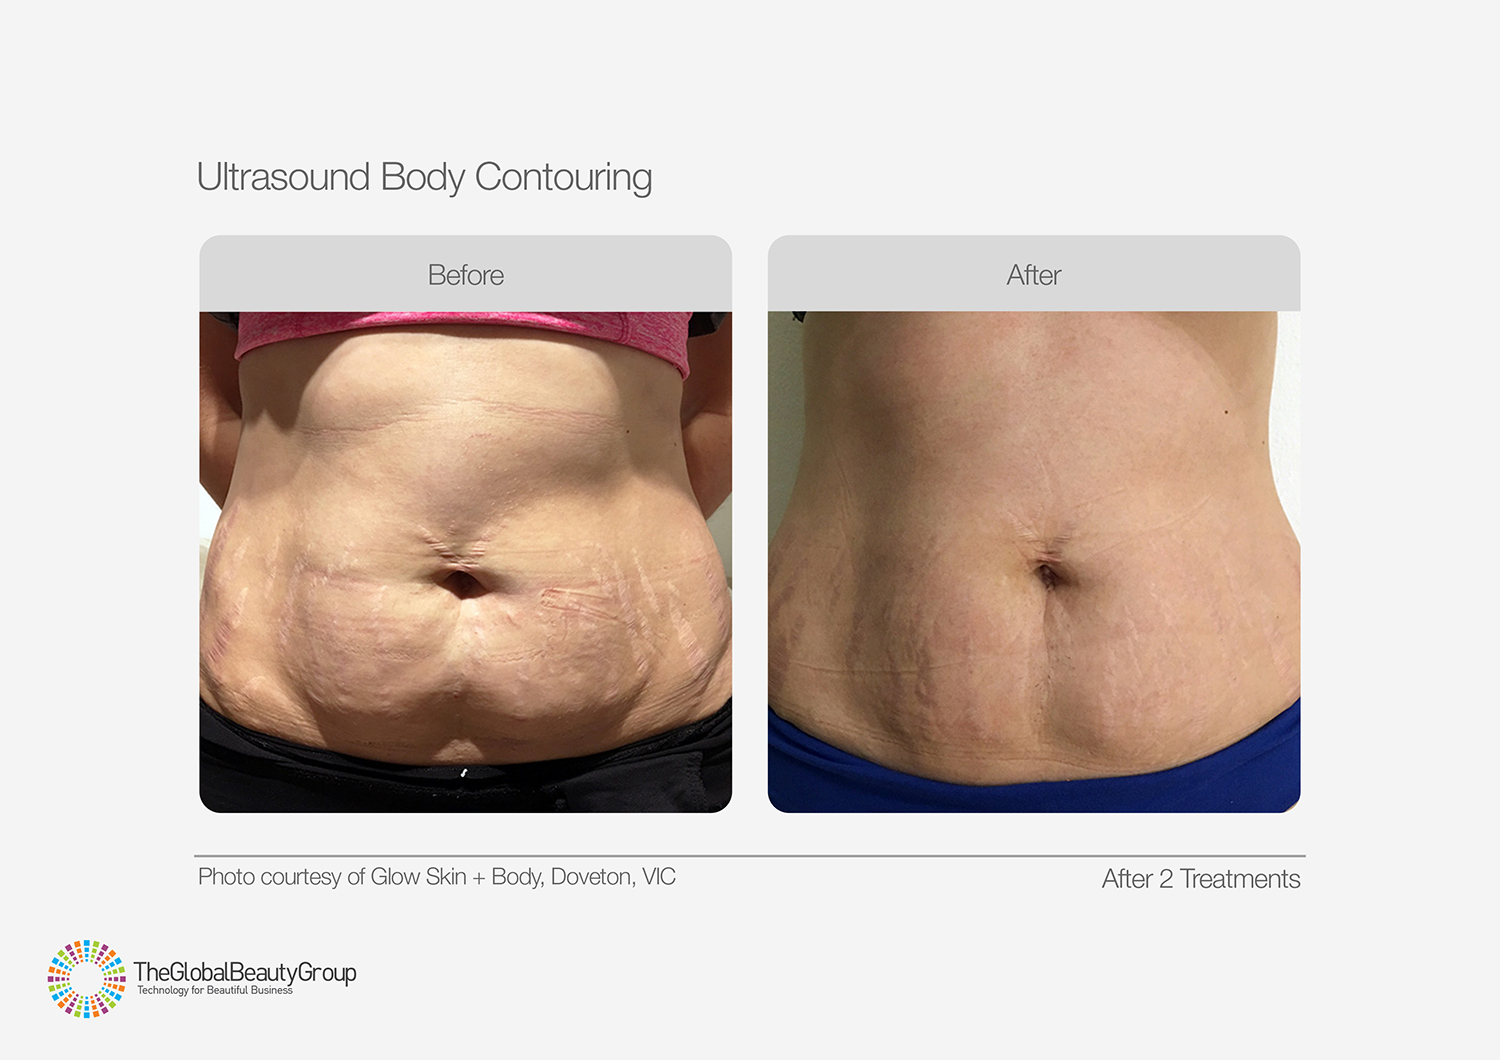 Ultrasound Body Contouring
Before
After
Photo courtesy of Glow Skin + Body, Doveton, VIC
After 2 Treatments
TheGlobalBeautyGroup
Technology for Beautiful Business